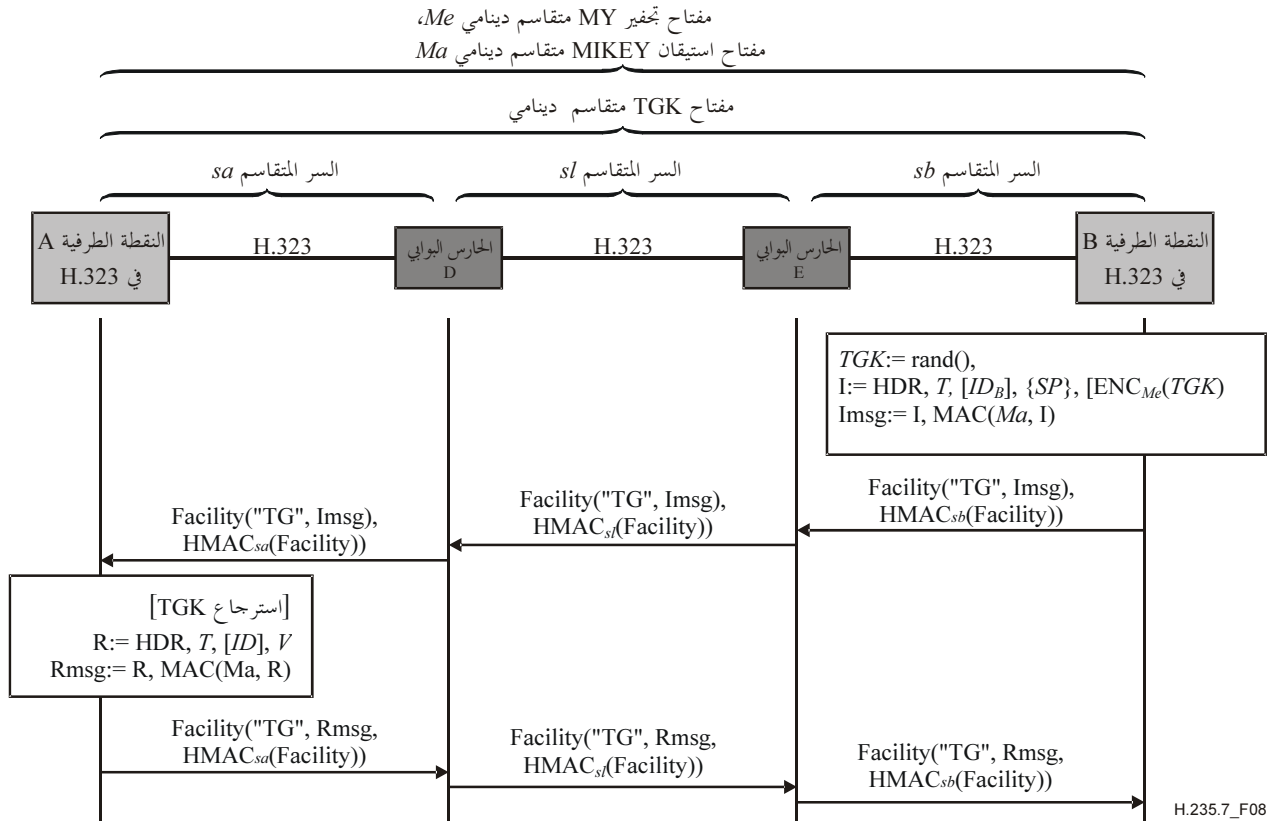 مفتاح تجفير MY متقاسم دينامي Me،
مفتاح استيقان MIKEY متقاسم دينامي Ma
مفتاح TGK متقاسم دينامي
السر المتقاسم sa
السر المتقاسم sl
السر المتقاسم sb
النقطة الطرفية A
في H.323
H.323
الحارس البوابي
D
H.323
الحارس البوابي
E
H.323
النقطة الطرفية B
في H.323
TGK:= rand(),
I:= HDR, T, [ID_B], {SP}, [ENC_Me(TGK)
Imsg:= I, MAC(Ma, I)
Facility("TG", Imsg),
HMACsb(Facility))
Facility("TG", Imsg),
HMACsl(Facility))
Facility("TG", Imsg),
HMACsa(Facility))
[استرجاع TGK]
R:= HDR, T, [ID], V
Rmsg:= R, MAC(Ma, R)
Facility("TG", Rmsg,
HMACsa(Facility))
Facility("TG", Rmsg,
HMACsl(Facility))
Facility("TG", Rmsg,
HMACsb(Facility))
H.235.7_F08